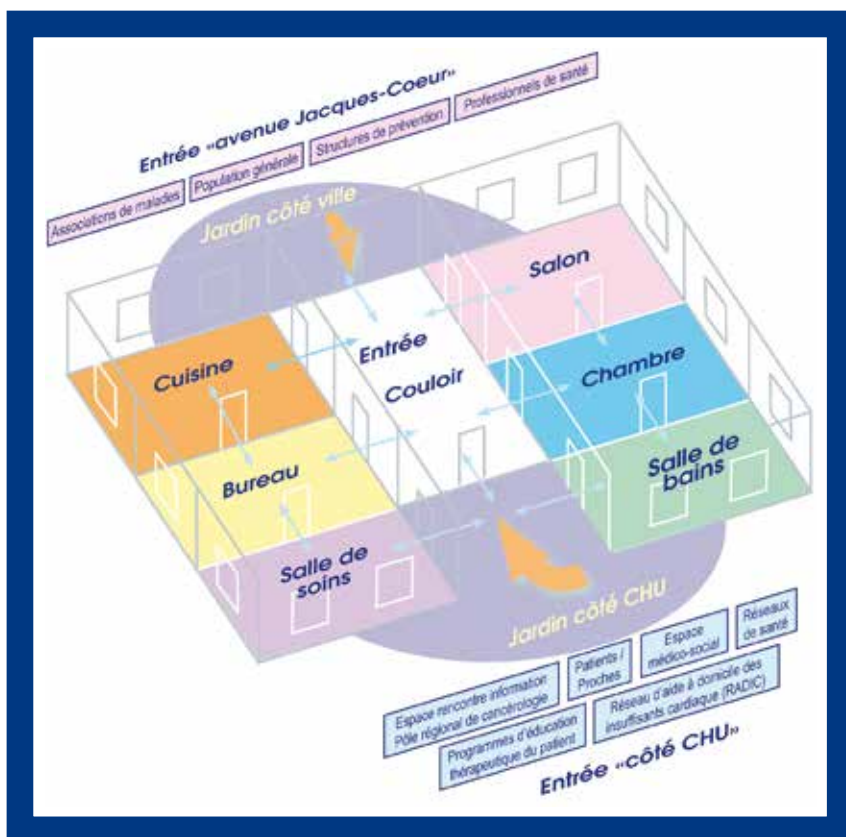 Entrée «avenue Jacques-Coeur»
Associations de malades
Population générale
Structures de prévention
Professionnels de santé
Jardin côté ville
Salon
Entrée
Couloir
Cuisine
Chambre
Bureau
Salle de
bains
Salle de
soins
Jardin côté CHU
Espace rencontre information
Pôle régional de cancérologie
Patients /
Proches
Espace
médico-social
Réseaux
de santé
Programmes d'éducation
thérapeutique du patient
Réseau d'aide à domicile des
insuffisants cardiaque (RADIC)
Entrée «côté CHU»